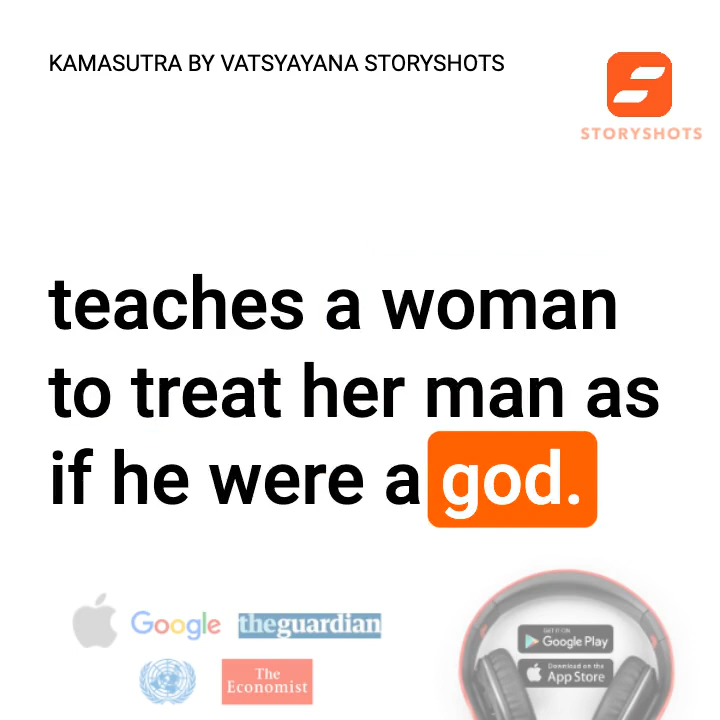 KAMASUTRA BY VATSYAYANA STORYSHOTS
STORYSHOTS
teaches a woman
to treat her man as
if he were a god.
Google theguardian
The
Economist
GET IT ON
Google Play
Download on the
App Store